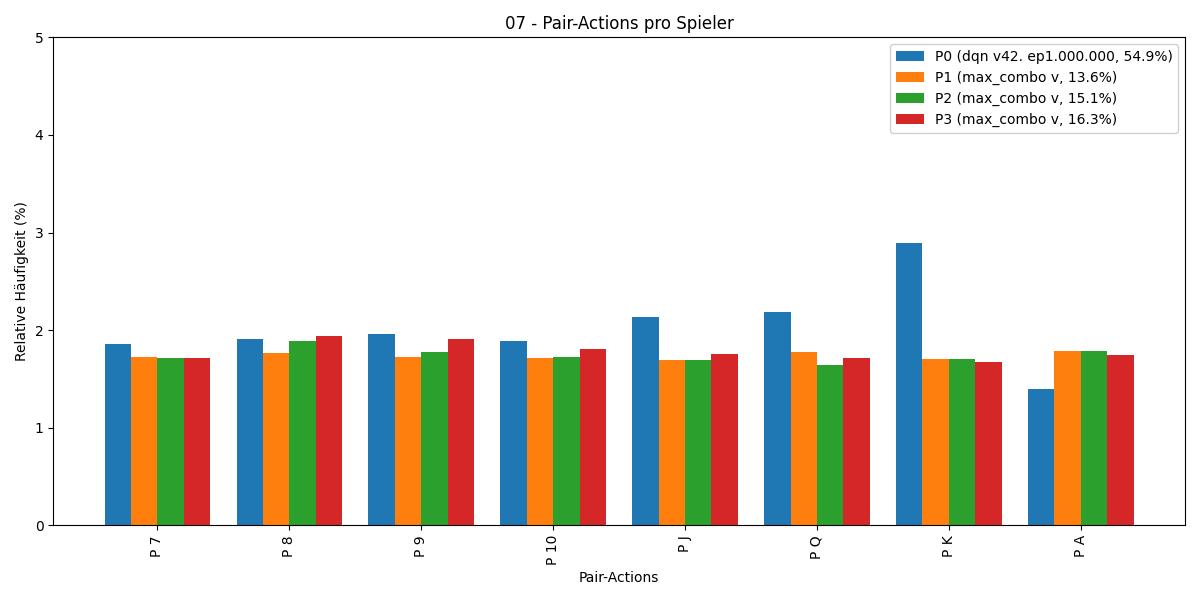 07 - Pair-Actions pro Spieler
P0 (dqn v42. ep1.000.000, 54.9%)
P1 (max_combo v, 13.6%)
P2 (max_combo v, 15.1%)
P3 (max_combo v, 16.3%)
Relative Häufigkeit (%)
5
4
3
2
1
0
P 7
P 8
P 9
P 10
P J
P Q
P K
P A
Pair-Actions